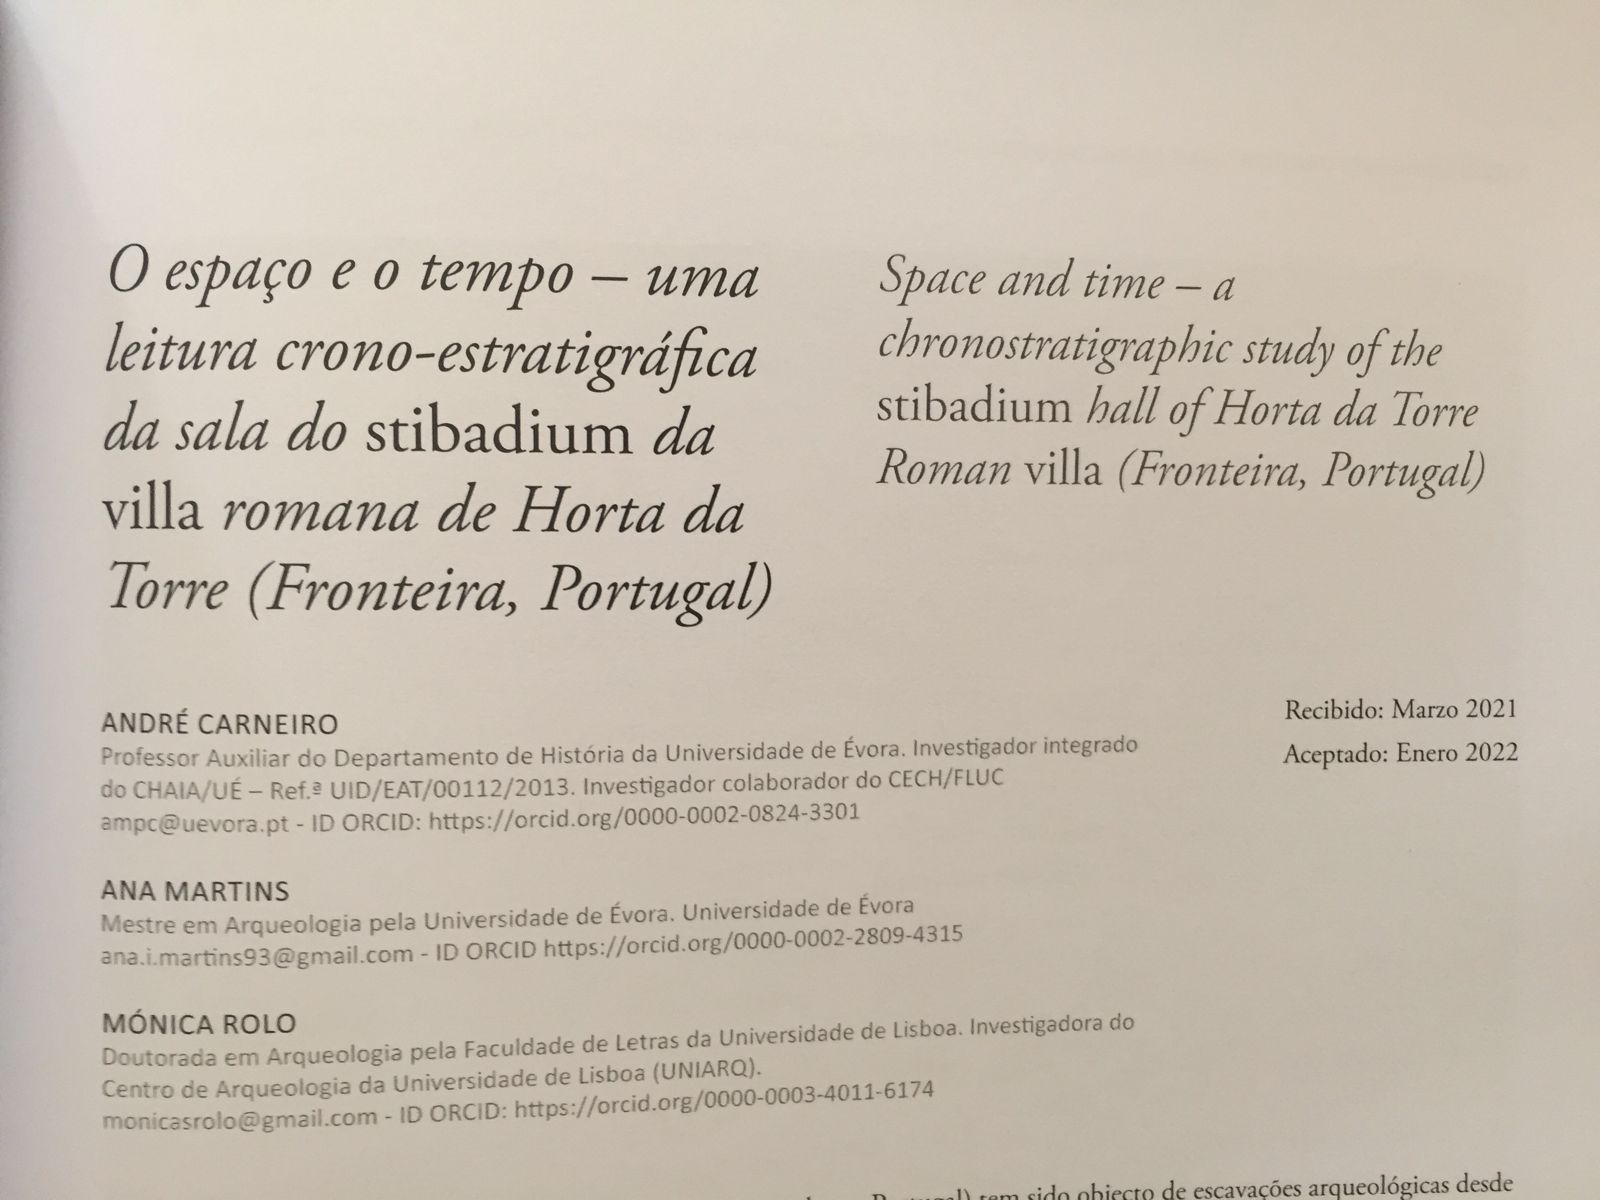 O espaço e o tempo – uma
leitura crono-estratigráfica
da sala do stibadium da
villa romana de Horta da
Torre (Fronteira, Portugal)
Space and time – a
chronostratigraphic study of the
stibadium hall of Horta da Torre
Roman villa (Fronteira, Portugal)
ANDRÉ CARNEIRO
Professor Auxiliar do Departamento de História da Universidade de Évora. Investigador integrado
do CHAIA/UÉ – Ref.ª UID/EAT/00112/2013. Investigador colaborador do CECH/FLUC
ampc@uevora.pt - ID ORCID: https://orcid.org/0000-0002-0824-3301
Recibido: Marzo 2021
Aceptado: Enero 2022
ANA MARTINS
Mestre em Arqueologia pela Universidade de Évora. Universidade de Évora
ana.i.martins93@gmail.com - ID ORCID https://orcid.org/0000-0002-2809-4315
MÓNICA ROLO
Doutorada em Arqueologia pela Faculdade de Letras da Universidade de Lisboa. Investigadora do
Centro de Arqueologia da Universidade de Lisboa (UNIARQ).
monicasrolo@gmail.com - ID ORCID: https://orcid.org/0000-0003-4011-6174
tem sido objecto de escavações arqueológicas desde